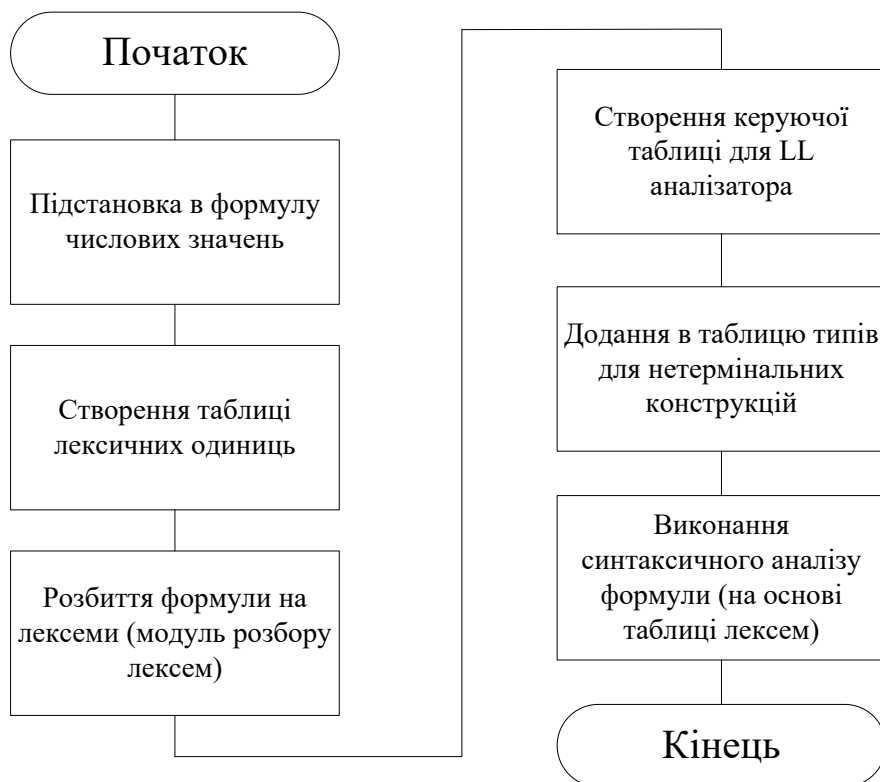 Початок
Підстановка в формулу
числових значень
Створення таблиці
лексичних одиниць
Розбиття формули на
лексеми (модуль розбору
лексем)
Створення керуючої
таблиці для LL
аналізатора
Додання в таблицю типів
для нетермінальних
конструкцій
Виконання
синтаксичного аналізу
формули (на основі
таблиці лексем)
Кінець